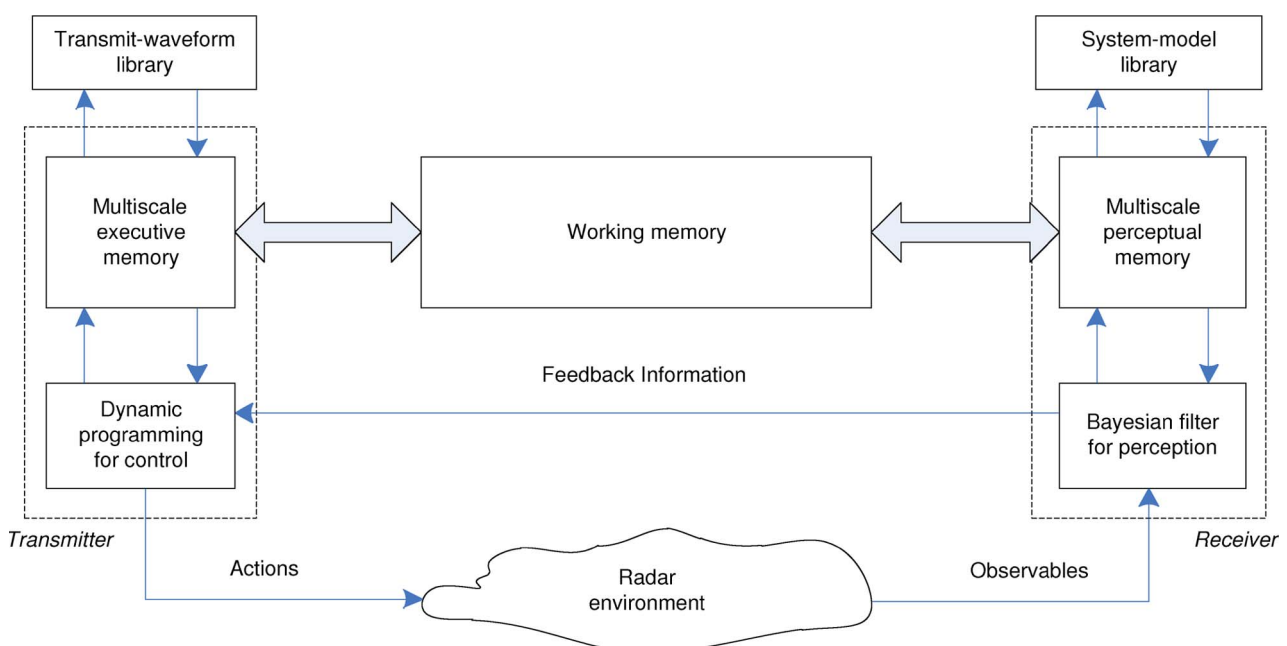 Transmit-waveform
library
System-model
library
Multiscale
executive
memory
Working memory
Multiscale
perceptual
memory
Feedback Information
Dynamic
programming
for control
Bayesian filter
for perception
Transmitter
Receiver
Actions
Radar
environment
Observables